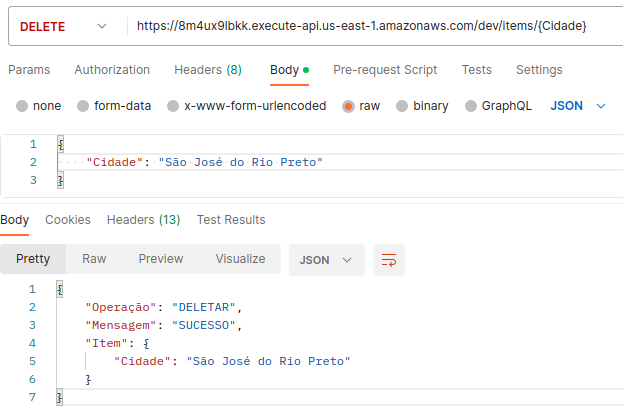 DELETE https://8m4ux9lbkk.execute-api.us-east-1.amazonaws.com/dev/items/{Cidade}
Params Authorization Headers (8) Body Pre-request Script Tests Settings
none form-data x-www-form-urlencoded raw binary GraphQL JSON
1 {
2 "Cidade": "São José do Rio Preto"
3 }
Body Cookies Headers (13) Test Results
Pretty Raw Preview Visualize JSON
1 {
2 "Operação": "DELETAR",
3 "Mensagem": "SUCESSO",
4 "Item": {
5 "Cidade": "São José do Rio Preto"
6 }
7 }